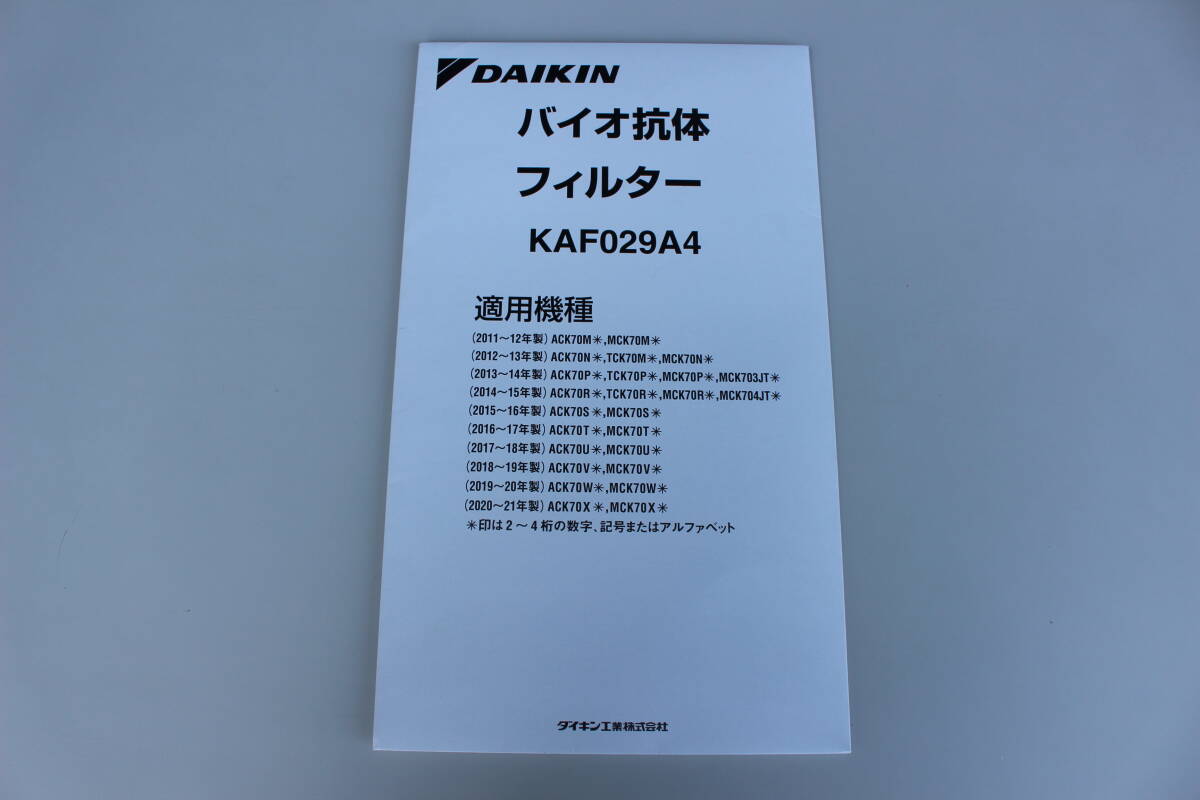 DAIKIN
バイオ抗体
フィルター
KAF029A4
適用機種
(2011～12年製) ACK70M＊,MCK70M＊
(2012～13年製) ACK70N＊,TCK70M＊,MCK70N＊
(2013～14年製) ACK70P＊,TCK70P＊,MCK70P＊,MCK703JT＊
(2014～15年製) ACK70R＊,TCK70R＊,MCK70R＊,MCK704JT＊
(2015～16年製) ACK70S＊,MCK70S＊
(2016～17年製) ACK70T＊,MCK70T＊
(2017～18年製) ACK70U＊,MCK70U＊
(2018～19年製) ACK70V＊,MCK70V＊
(2019～20年製) ACK70W＊,MCK70W＊
(2020～21年製) ACK70X＊,MCK70X＊
＊印は2～4桁の数字、記号またはアルファベット
ダイキン工業株式会社